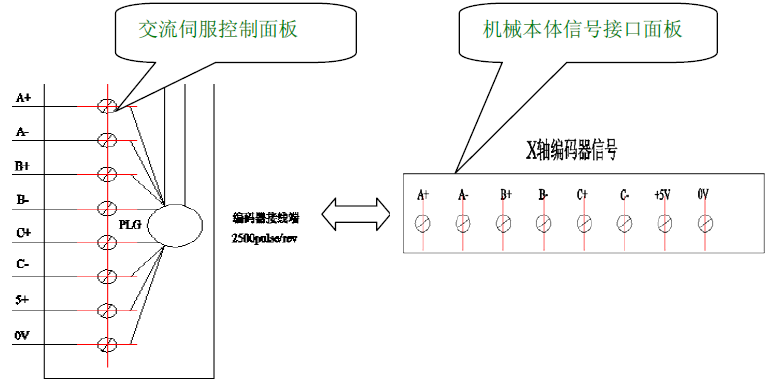 交流伺服控制面板
机械本体信号接口面板
A+
A-
B+
B-
C+
C-
5+
0V
PLG
编码器接线端
2500pulse/rev
X轴编码器信号
A+ A- B+ B- C+ C- +5V 0V